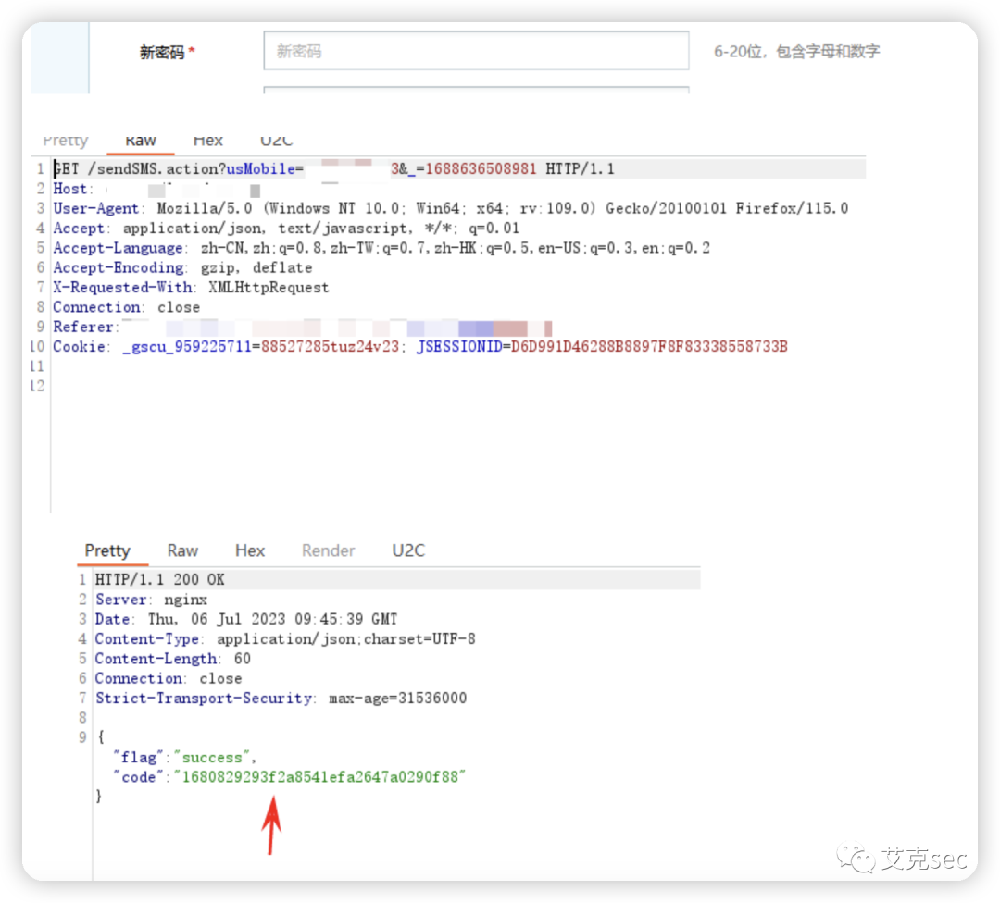 新密码 * 新密码 6-20位，包含字母和数字
Pretty Raw Hex U2C
1 GET /sendSMS.action?usMobile= 3&_=1688636508981 HTTP/1.1
2 Host:
3 User-Agent: Mozilla/5.0 (Windows NT 10.0; Win64; x64; rv:109.0) Gecko/20100101 Firefox/115.0
4 Accept: application/json, text/javascript, */*; q=0.01
5 Accept-Language: zh-CN,zh;q=0.8,zh-TW;q=0.7,zh-HK;q=0.5,en-US;q=0.3,en;q=0.2
6 Accept-Encoding: gzip, deflate
7 X-Requested-With: XMLHttpRequest
8 Connection: close
9 Referer:
10 Cookie: _gscu_959225711=88527285tuz24v23; JSESSIONID=D6D991D46288B8897F8F83338558733B
11
12
Pretty Raw Hex Render U2C
1 HTTP/1.1 200 OK
2 Server: nginx
3 Date: Thu, 06 Jul 2023 09:45:39 GMT
4 Content-Type: application/json;charset=UTF-8
5 Content-Length: 60
6 Connection: close
7 Strict-Transport-Security: max-age=31536000
8
9 {
"flag":"success",
"code":"1680829293f2a8541efa2647a0290f88"
}
艾克sec